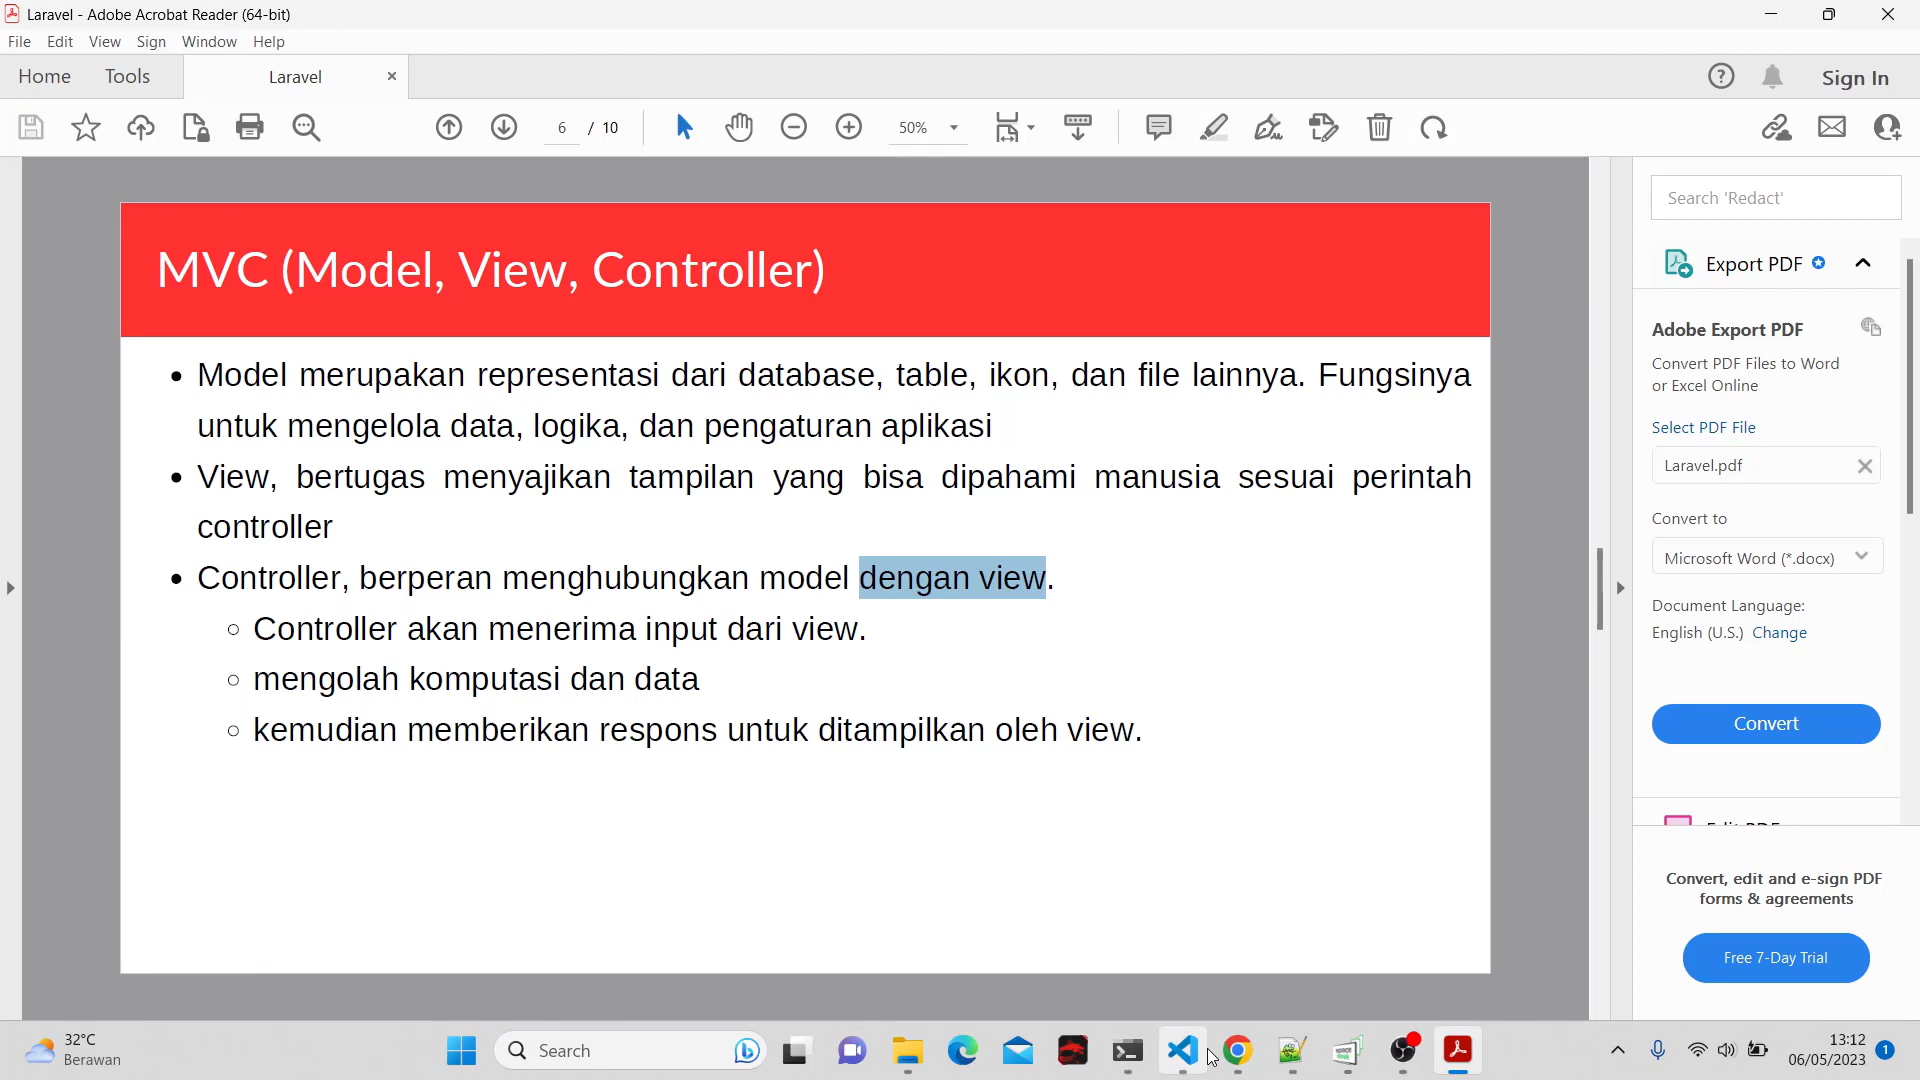 Laravel - Adobe Acrobat Reader (64-bit)
File Edit View Sign Window Help
Home Tools Laravel Sign In
6 / 10 50%
MVC (Model, View, Controller)
• Model merupakan representasi dari database, table, ikon, dan file lainnya. Fungsinya
untuk mengelola data, logika, dan pengaturan aplikasi
• View, bertugas menyajikan tampilan yang bisa dipahami manusia sesuai perintah
controller
• Controller, berperan menghubungkan model dengan view.
○ Controller akan menerima input dari view.
○ mengolah komputasi dan data
○ kemudian memberikan respons untuk ditampilkan oleh view.
Search 'Redact'
Export PDF
Adobe Export PDF
Convert PDF Files to Word
or Excel Online
Select PDF File
Laravel.pdf
Convert to
Microsoft Word (*.docx)
Document Language:
English (U.S.) Change
Convert
Convert, edit and e-sign PDF
forms & agreements
Free 7-Day Trial
32°C
Berawan
Search
13:12
06/05/2023
1